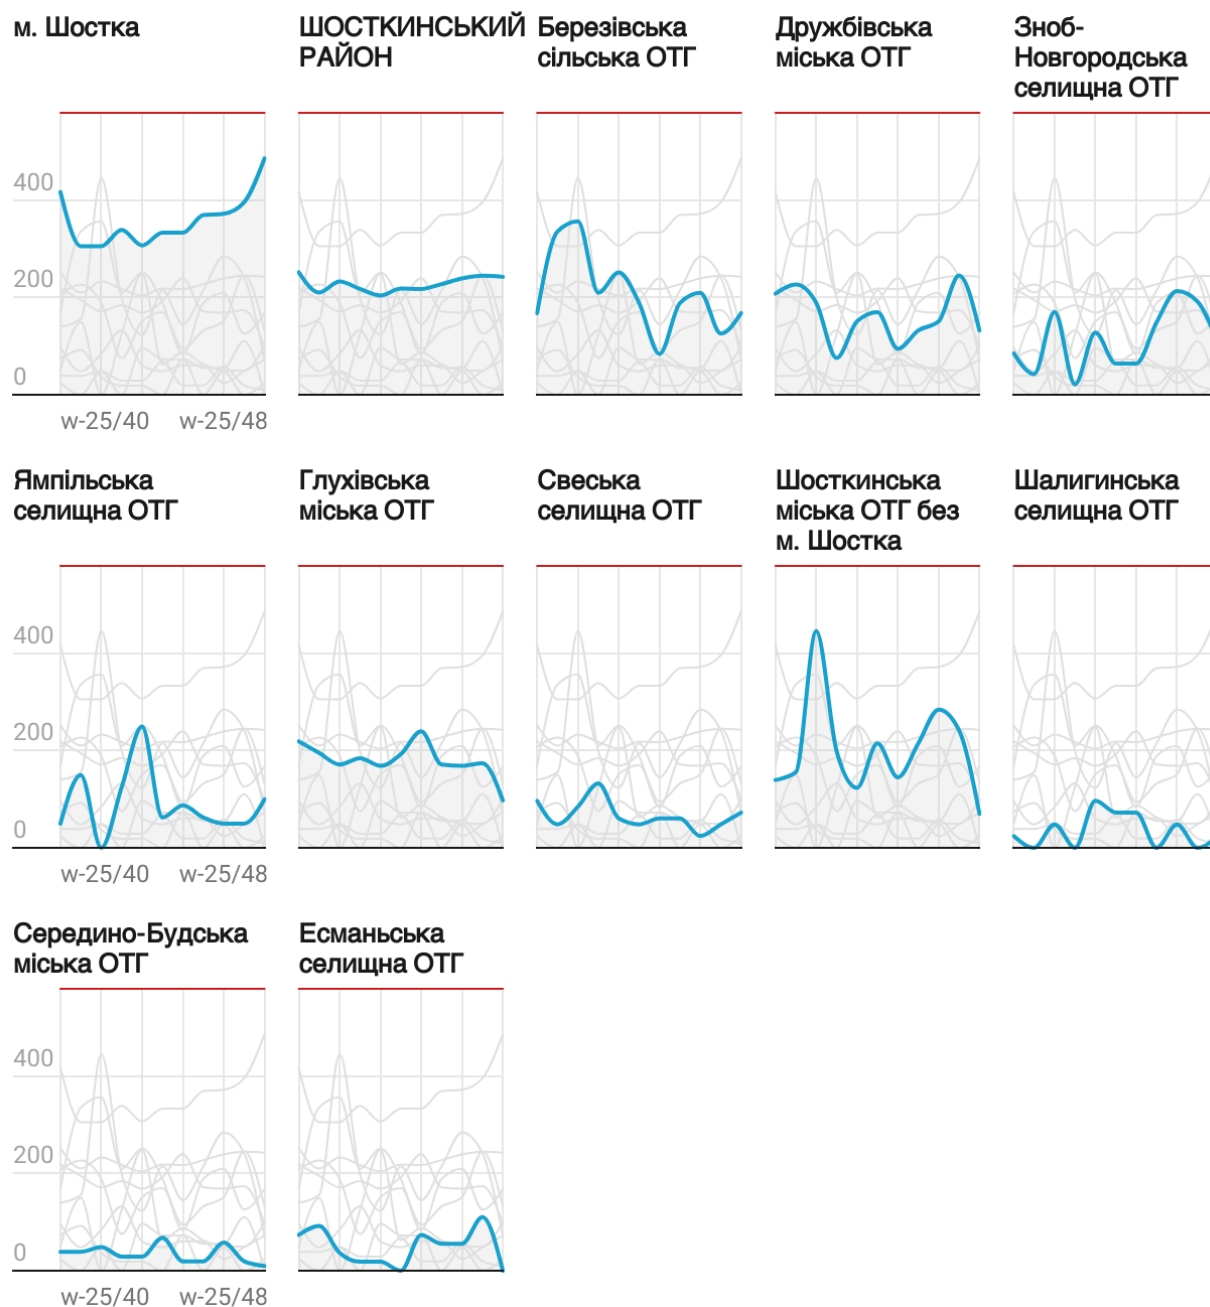 м. Шостка
ШОСТКИНСЬКИЙ
РАЙОН
Березівська
сільська ОТГ
Дружбівська
міська ОТГ
Зноб-
Новгородська
селищна ОТГ
400
200
0
w-25/40
w-25/48
Ямпільська
селищна ОТГ
Глухівська
міська ОТГ
Свеська
селищна ОТГ
Шосткинська
міська ОТГ без
м. Шостка
Шалигинська
селищна ОТГ
400
200
0
w-25/40
w-25/48
Середино-Будська
міська ОТГ
Есманьська
селищна ОТГ
400
200
0
w-25/40
w-25/48